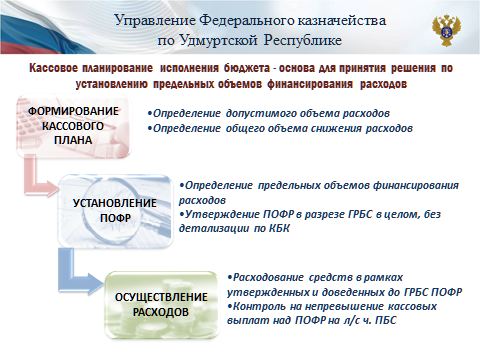 Управление Федерального казначейства
по Удмуртской Республике
Кассовое планирование исполнения бюджета - основа для принятия решения по
установлению предельных объемов финансирования расходов
ФОРМИРОВАНИЕ
КАССОВОГО
ПЛАНА
•Определение допустимого объема расходов
•Определение общего объема снижения расходов
УСТАНОВЛЕНИЕ
ПОФР
•Определение предельных объемов финансирования
расходов
•Утверждение ПОФР в разрезе ГРБС в целом, без
детализации по КБК
ОСУЩЕСТВЛЕНИЕ
РАСХОДОВ
•Расходование средств в рамках
утвержденных и доведенных до ГРБС ПОФР
•Контроль на непревышение кассовых
выплат над ПОФР на л/с ч. ПБС